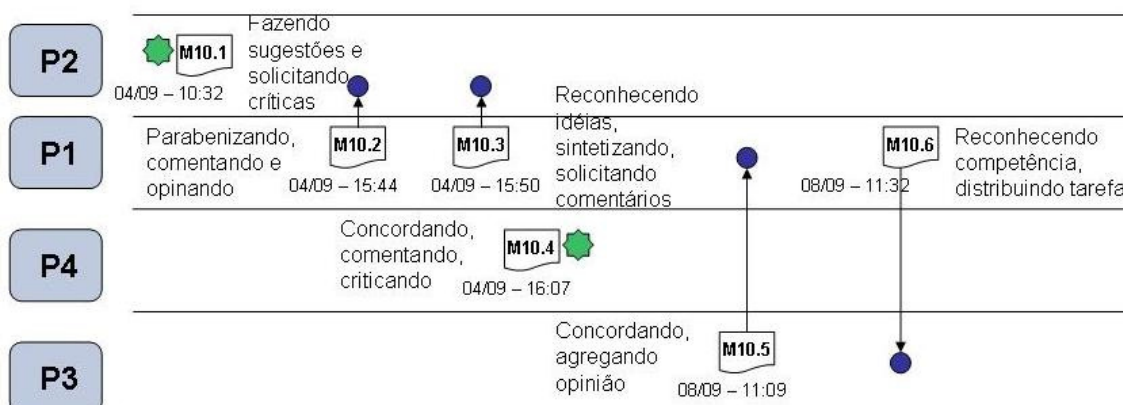 P2
M10.1
04/09 – 10:32
Fazendo
sugestões e
solicitando
críticas
P1
Parabenizando,
comentando e
opinando
M10.2
04/09 – 15:44
M10.3
04/09 – 15:50
Reconhecendo
idéias,
sintetizando,
solicitando
comentários
M10.6
08/09 – 11:32
Reconhecendo
competência,
distribuindo tarefa
P4
Concordando,
comentando,
criticando
M10.4
04/09 – 16:07
P3
Concordando,
agregando
opinião
M10.5
08/09 – 11:09